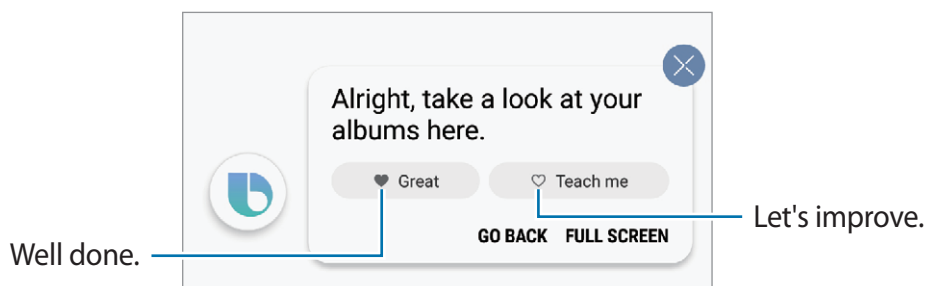 Alright, take a look at your
albums here.
Great
Teach me
Let's improve.
GO BACK FULL SCREEN
Well done.